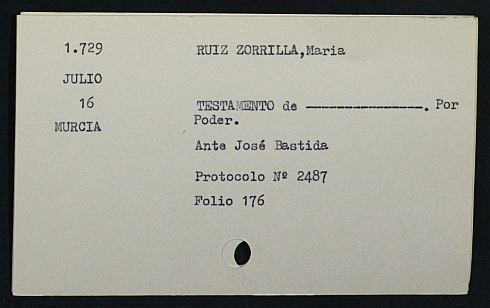 1.729
RUIZ ZORRILLA,Maria
JULIO
16
TESTAMENTO de ---------------. Por
MURCIA
Poder.
Ante José Bastida
Protocolo Nº 2487
Folio 176